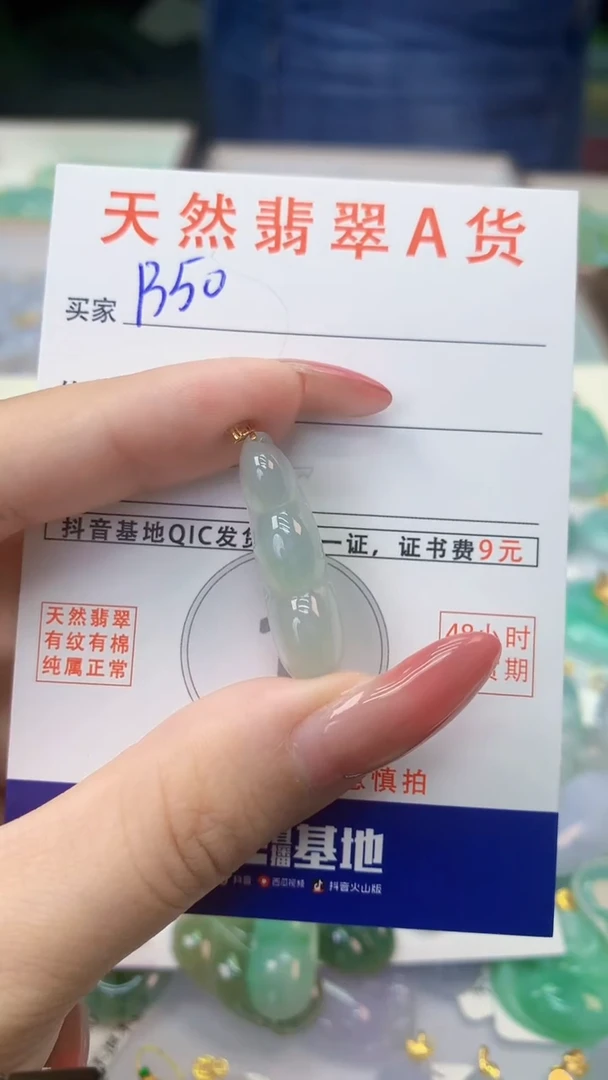 天然翡翠A货
买家 B50
抖音基地QIC发 一证，证书费9元
天然翡翠
有纹有棉
纯属正常
48小时
期
慎拍
播基地
抖音 西瓜视频 抖音火山版